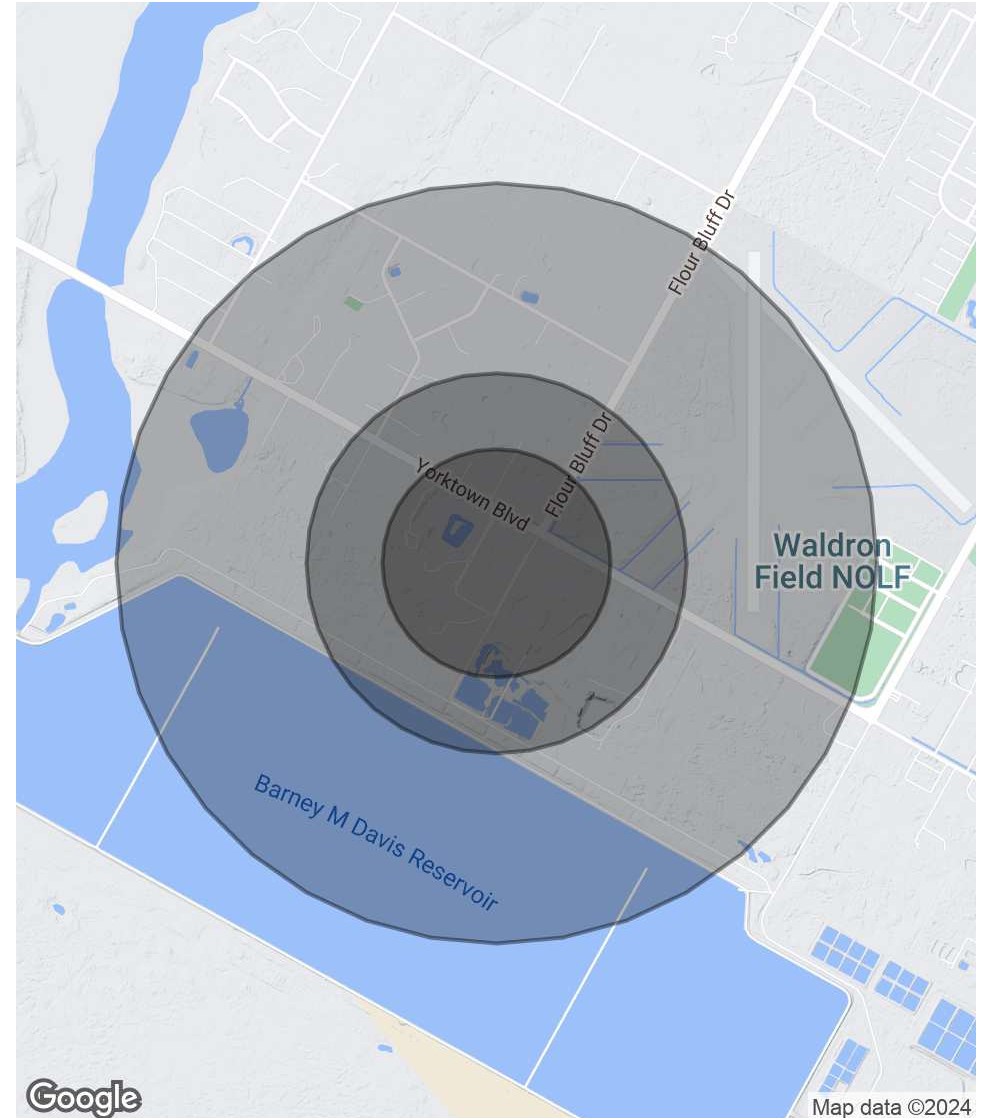 Flour Bluff Dr
Flour Bluff Dr
Yorktown Blvd
Waldron
Field NOLF
Barney M Davis Reservoir
Google
Map data ©2024